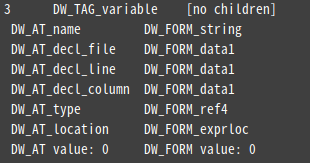 3      DW_TAG_variable    [no children]
DW_AT_name         DW_FORM_string
DW_AT_decl_file    DW_FORM_data1
DW_AT_decl_line    DW_FORM_data1
DW_AT_decl_column  DW_FORM_data1
DW_AT_type         DW_FORM_ref4
DW_AT_location     DW_FORM_exprloc
DW_AT value: 0     DW_FORM value: 0